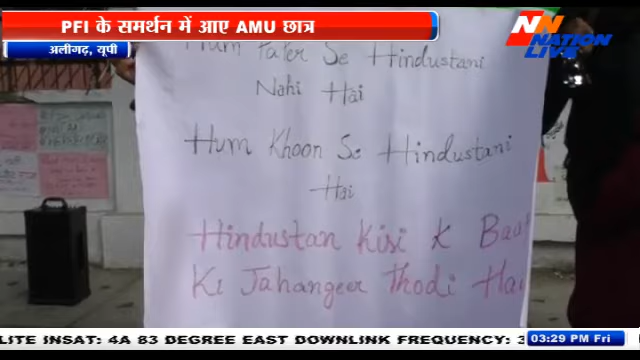 PFI के समर्थन में आए AMU छात्र
अलीगढ़, यूपी
NN
NATION
LIVE
Hum Paper Se Hindustani
Nahi Hai
Hum Khoon Se Hindustani
Hai
Hindustan Kisi K
Ki Jahangeer Thodi Hai
LITE INSAT: 4A 83 DEGREE EAST DOWNLINK FREQUENCY: 3
03:29 PM Fri